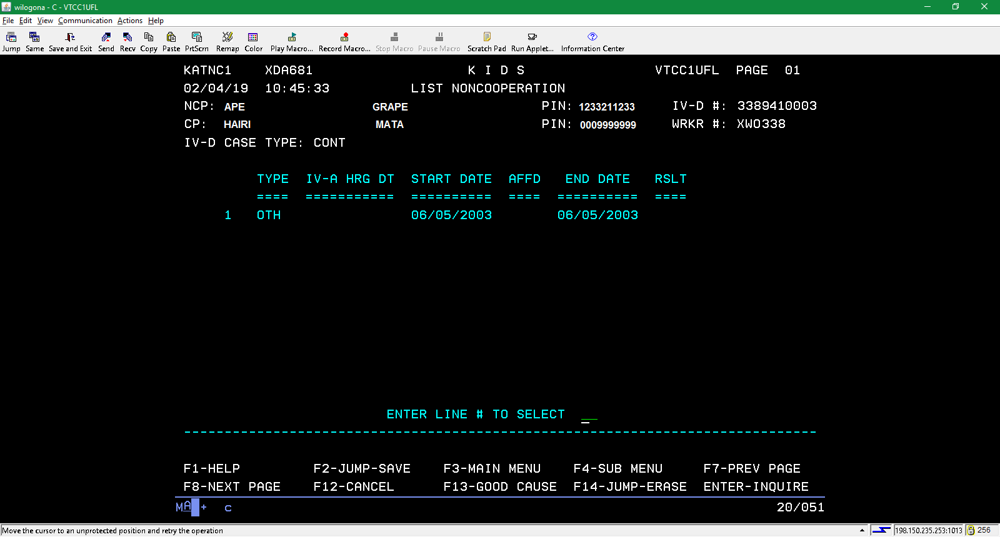 wilogona - C - VTCC1UFL
File Edit View Communication Actions Help
Jump Same Save and Exit Send Recv Copy Paste PrtScrn Remap Color Play Macro... Record Macro... Stop Macro Pause Macro Scratch Pad Run Applet... Information Center
KATNC1 XDA681 K I D S VTCC1UFL PAGE 01
02/04/19 10:45:33 LIST NONCOOPERATION
NCP: APE GRAPE PIN: 1233211233 IV-D #: 3389410003
CP: HAIRI MATA PIN: 0009999999 WRKR #: XWO338
IV-D CASE TYPE: CONT
TYPE IV-A HRG DT START DATE AFFD END DATE RSLT
==== =========== ========== ==== ========== ====
1 OTH 06/05/2003 06/05/2003
ENTER LINE # TO SELECT __
------------------------------------------------------------------------------
F1-HELP F2-JUMP-SAVE F3-MAIN MENU F4-SUB MENU F7-PREV PAGE
F8-NEXT PAGE F12-CANCEL F13-GOOD CAUSE F14-JUMP-ERASE ENTER-INQUIRE
MA + c 20/051
Move the cursor to an unprotected position and retry the operation 198.150.235.253:1013 256